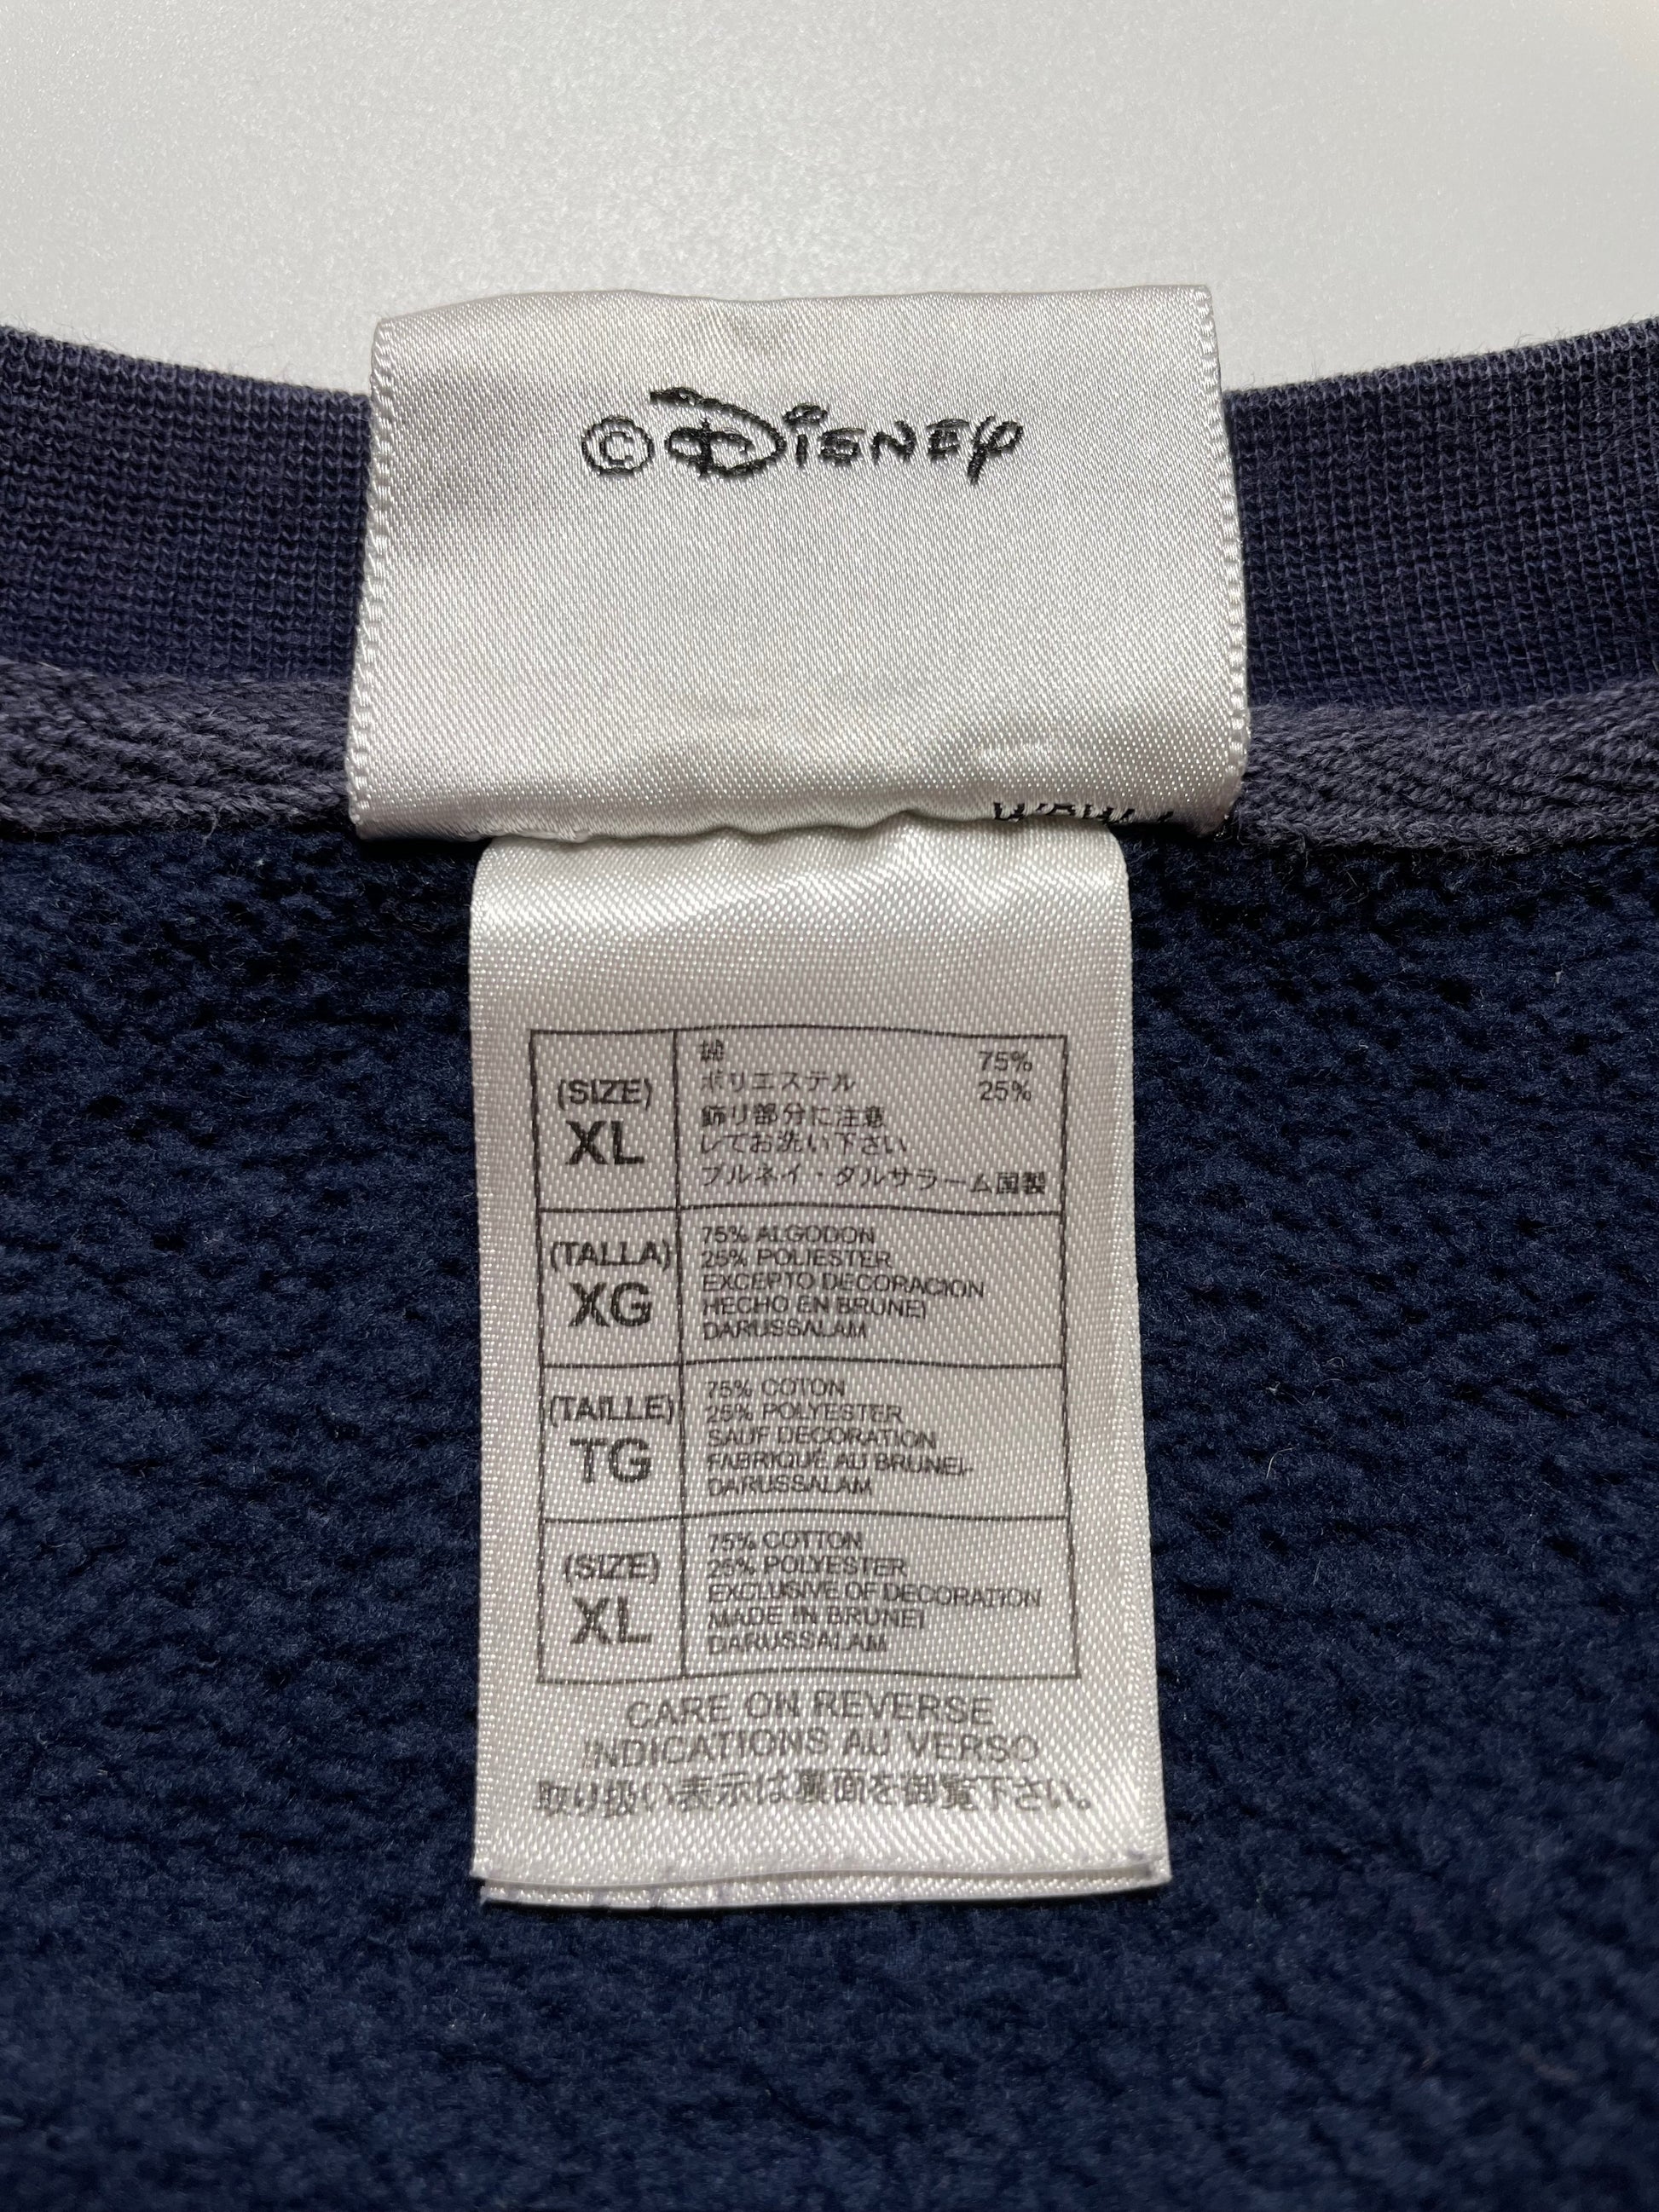 © Disney
(SIZE)
XL
綿 75%
ポリエステル 25%
飾り部分に注意
してお洗い下さい
ブルネイ・ダルサラーム国製
(TALLA)
XG
75% ALGODON
25% POLIESTER
EXCEPTO DECORACION
HECHO EN BRUNEI
DARUSSALAM
(TAILLE)
TG
75% COTON
25% POLYESTER
SAUF DECORATION
FABRIQUE AU BRUNEI-
DARUSSALAM
(SIZE)
XL
75% COTTON
25% POLYESTER
EXCLUSIVE OF DECORATION
MADE IN BRUNEI
DARUSSALAM
CARE ON REVERSE
INDICATIONS AU VERSO
取り扱い表示は裏面を御覧下さい。